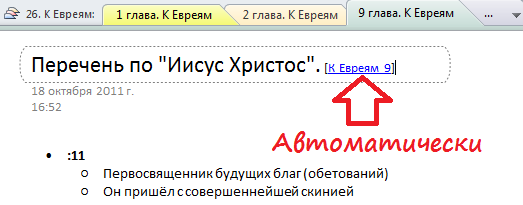 26. К Евреям:
1 глава. К Евреям
2 глава. К Евреям
9 глава. К Евреям
...
Перечень по "Иисус Христос". [К Евреям 9]
18 октября 2011 г.
16:52
Автоматически
• :11
o Первосвященник будущих благ (обетований)
o Он пришёл с совершеннейшей скинией